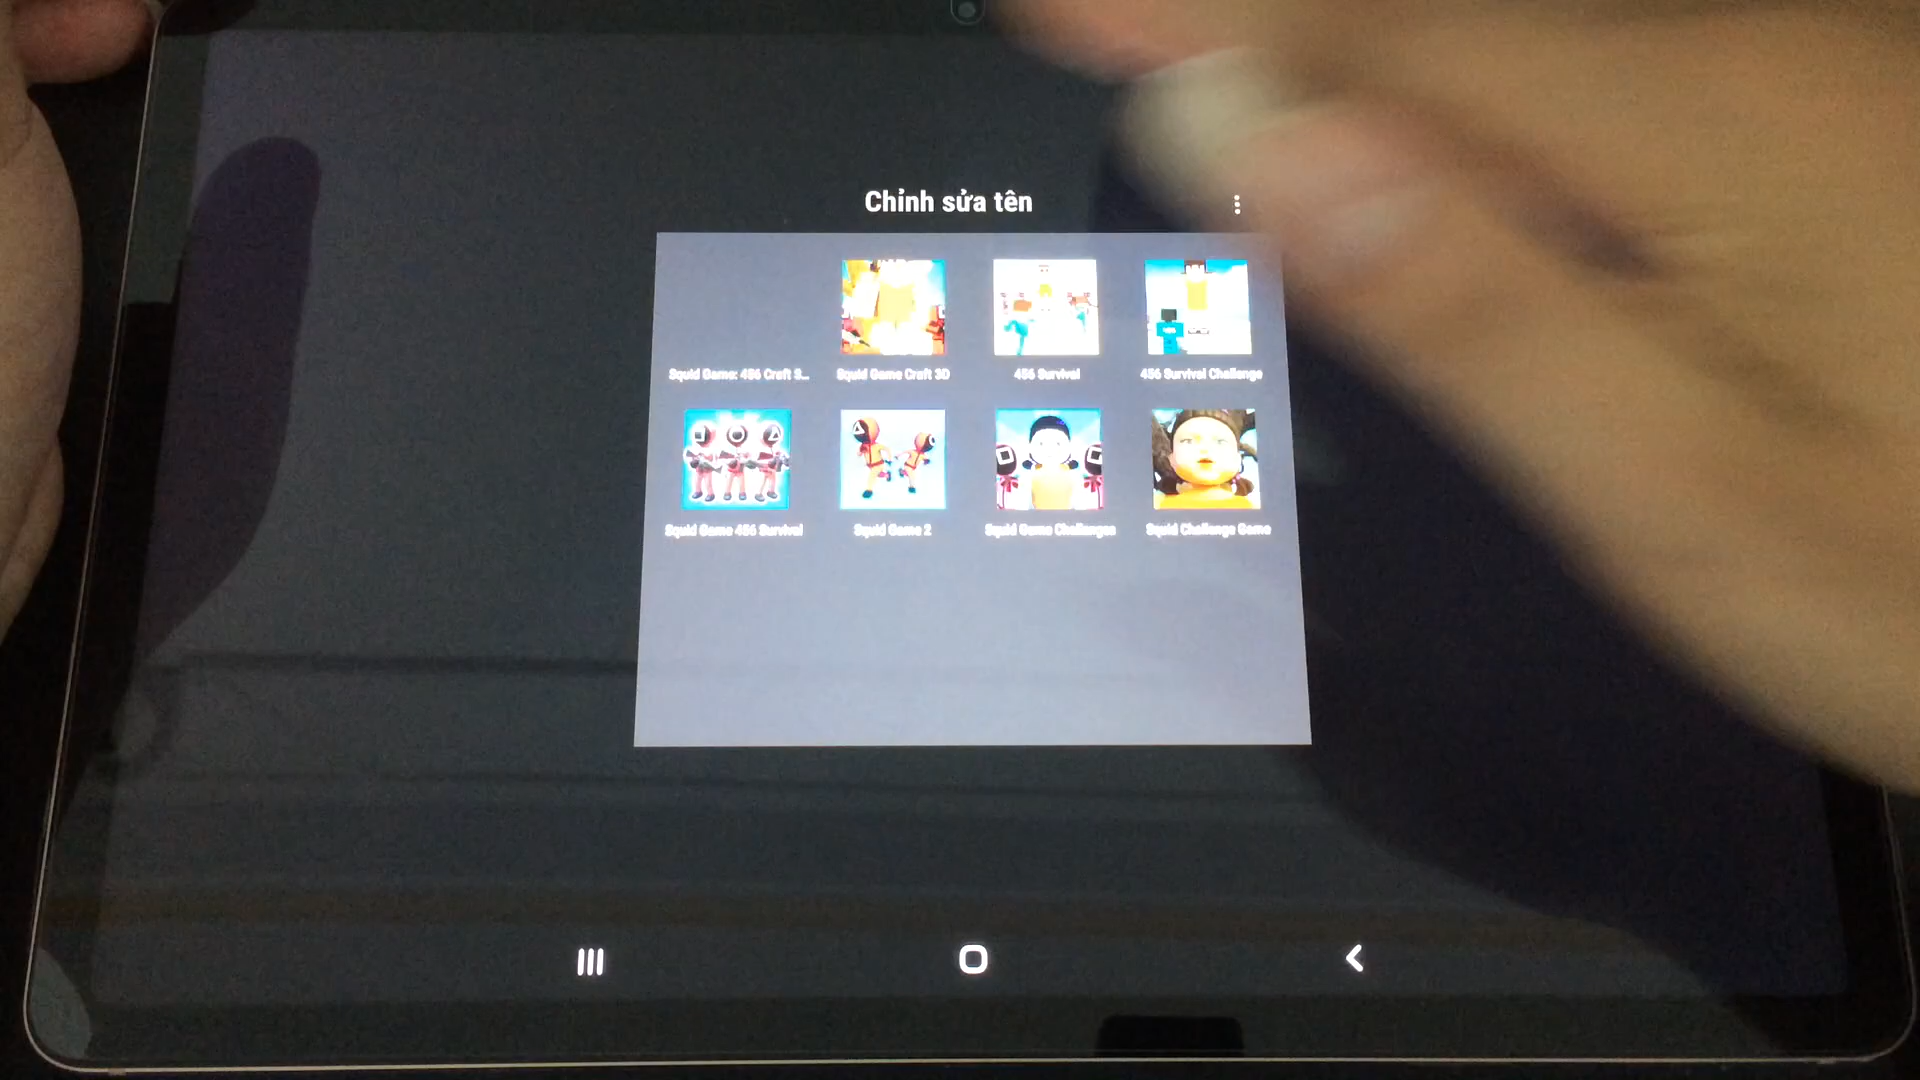 Chỉnh sửa tên
Squid Game: 456 Craft S...
Squid Game Craft 3D
456 Survival
456 Survival Challenge
Squid Game 456 Survival
Squid Game 2
Squid Game Challenges
Squid Challenge Game